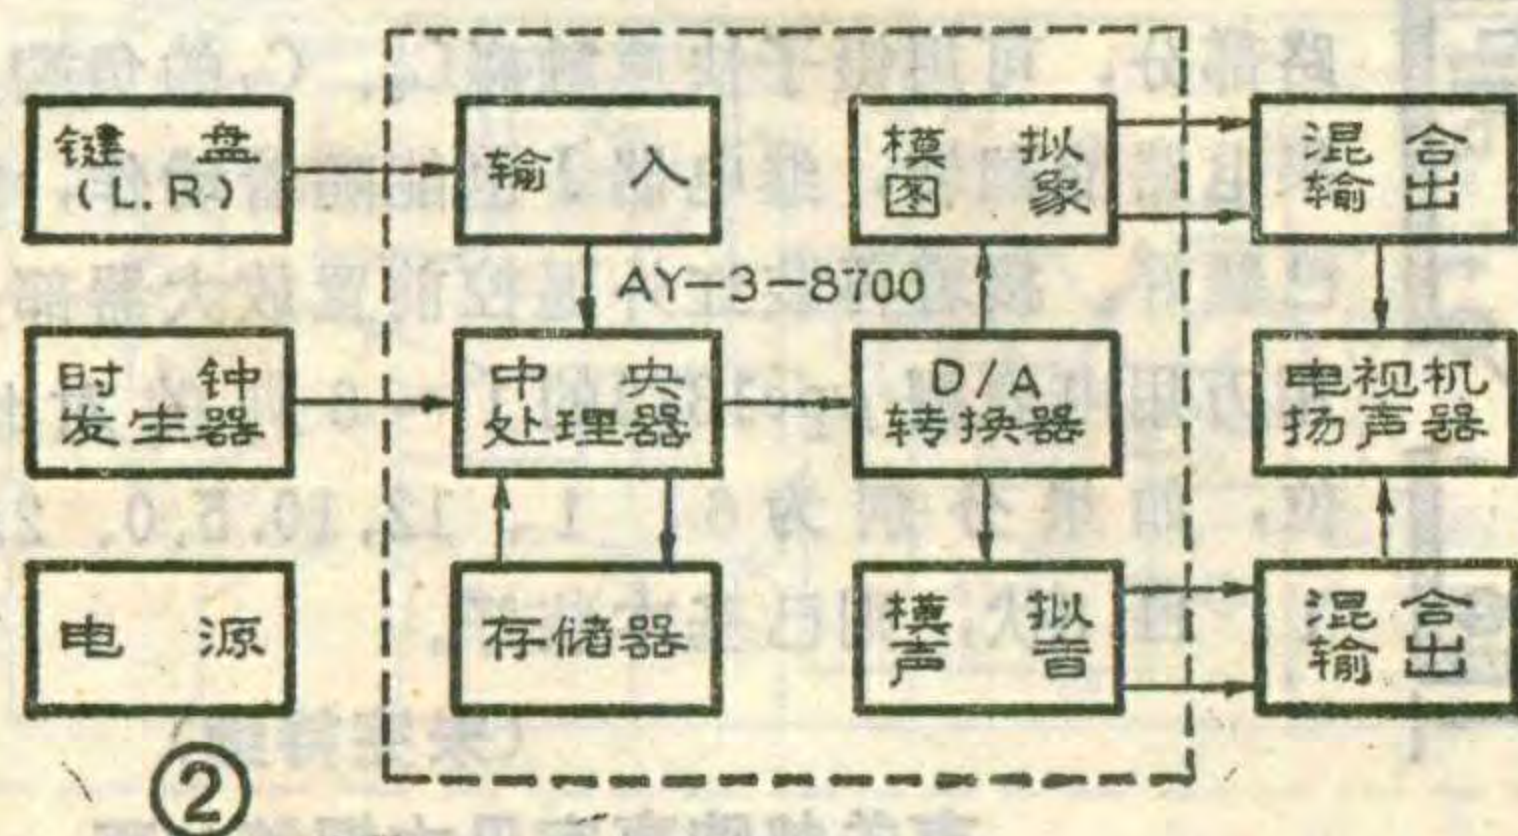 键盘
(L.R)
输入
模拟
图象
混合
输出
AY-3-8700
时钟
发生器
中央
处理器
D/A
转换器
电视机
扬声器
电源
存储器
模拟
声音
混合
输出
②